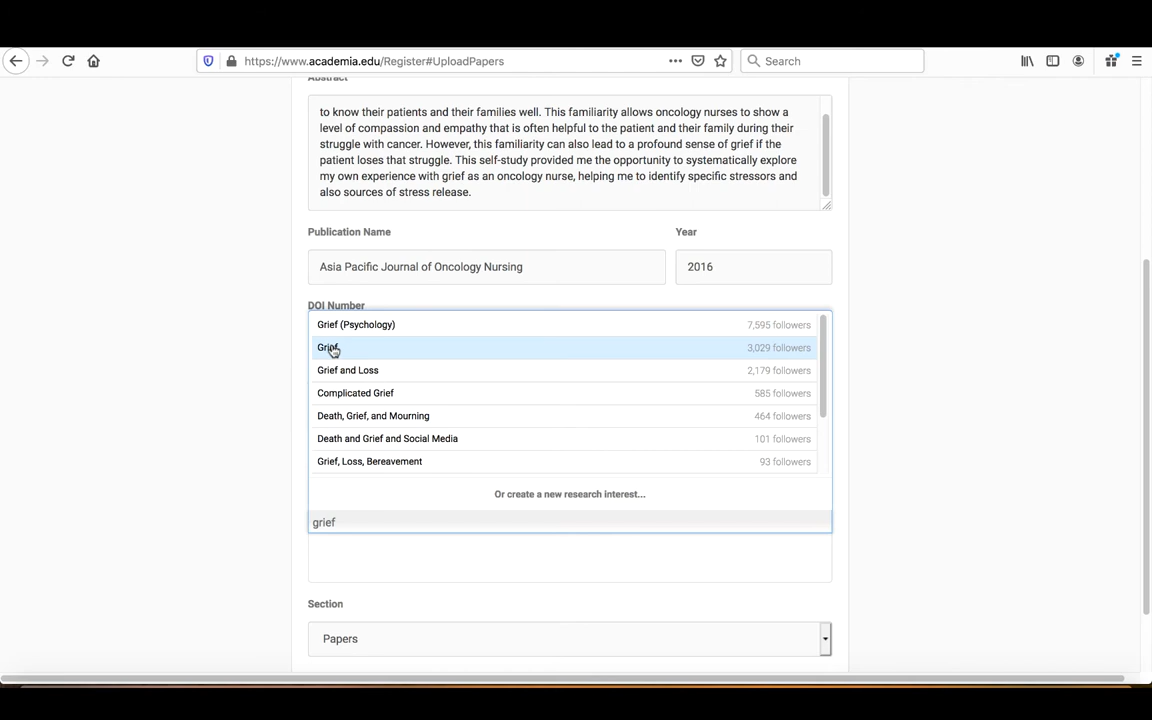 https://www.academia.edu/Register#UploadPapers
Search
Abstract
to know their patients and their families well. This familiarity allows oncology nurses to show a
level of compassion and empathy that is often helpful to the patient and their family during their
struggle with cancer. However, this familiarity can also lead to a profound sense of grief if the
patient loses that struggle. This self-study provided me the opportunity to systematically explore
my own experience with grief as an oncology nurse, helping me to identify specific stressors and
also sources of stress release.
Publication Name
Year
Asia Pacific Journal of Oncology Nursing
2016
DOI Number
Grief (Psychology) 7,595 followers
Grief 3,029 followers
Grief and Loss 2,179 followers
Complicated Grief 585 followers
Death, Grief, and Mourning 464 followers
Death and Grief and Social Media 101 followers
Grief, Loss, Bereavement 93 followers
Or create a new research interest...
grief
Section
Papers